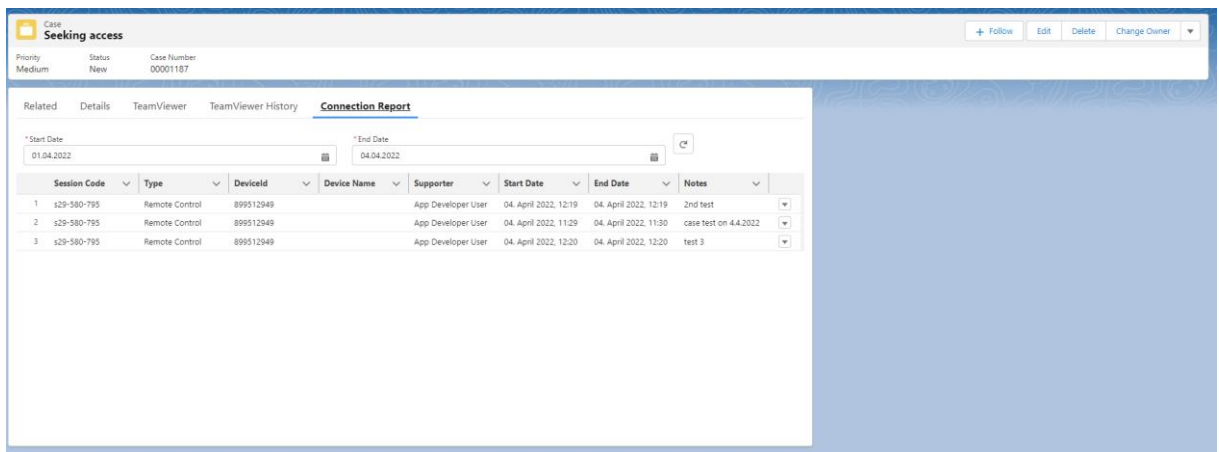 Case
Seeking access
+ Follow Edit Delete Change Owner
Priority Status Case Number
Medium New 00001187
Related Details TeamViewer TeamViewer History Connection Report
*Start Date *End Date
01.04.2022 04.04.2022
Session Code Type DeviceId Device Name Supporter Start Date End Date Notes
1 s29-580-795 Remote Control 899512949 App Developer User 04. April 2022, 12:19 04. April 2022, 12:19 2nd test
2 s29-580-795 Remote Control 899512949 App Developer User 04. April 2022, 11:29 04. April 2022, 11:30 case test on 4.4.2022
3 s29-580-795 Remote Control 899512949 App Developer User 04. April 2022, 12:20 04. April 2022, 12:20 test 3